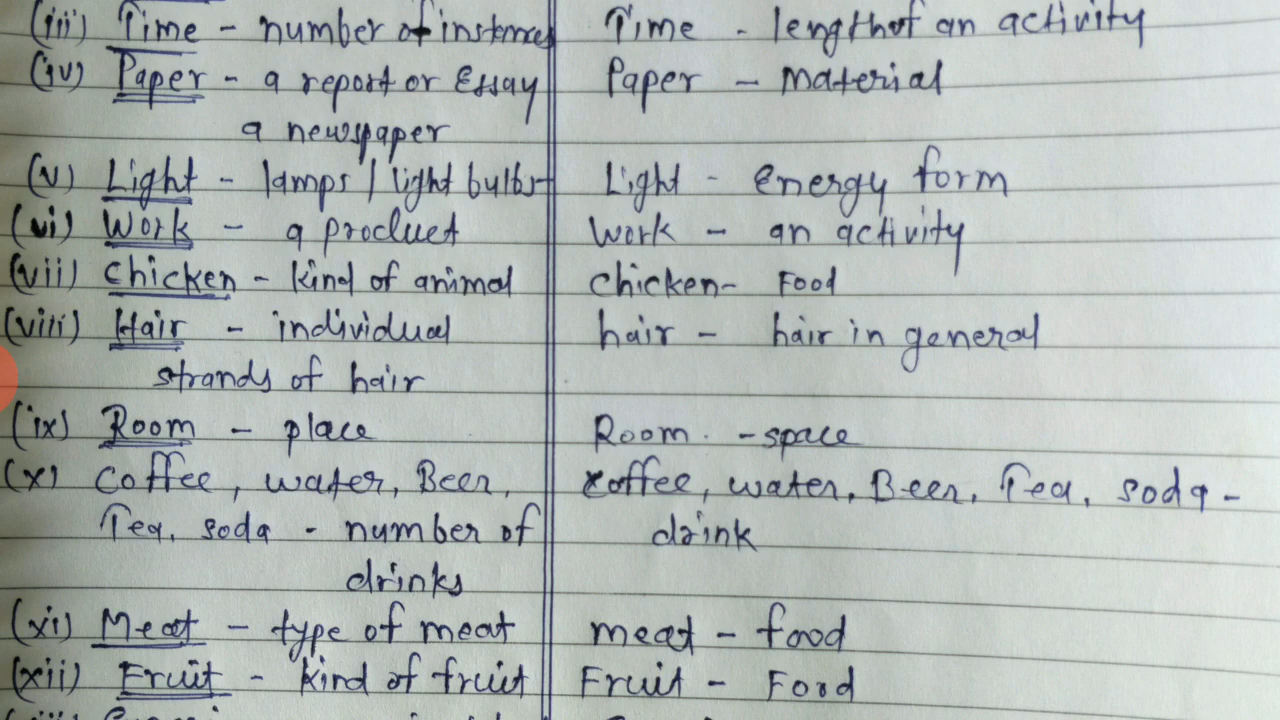 (iii) Time - number of instances Time - length of an activity
(iv) Paper - a report or Essay Paper - Material
a newspaper
(v) Light - lamps / light bulbs Light - energy form
(vi) Work - a product Work - an activity
(vii) chicken - kind of animal chicken - Food
(viii) Hair - individual hair - hair in general
strands of hair
(ix) Room - place Room - space
(x) coffee, water, Beer, coffee, water, Beer, Tea, soda -
Tea, soda - number of drink
drinks
(xi) Meat - type of meat meat - food
(xii) Fruit - kind of fruit Fruit - Food